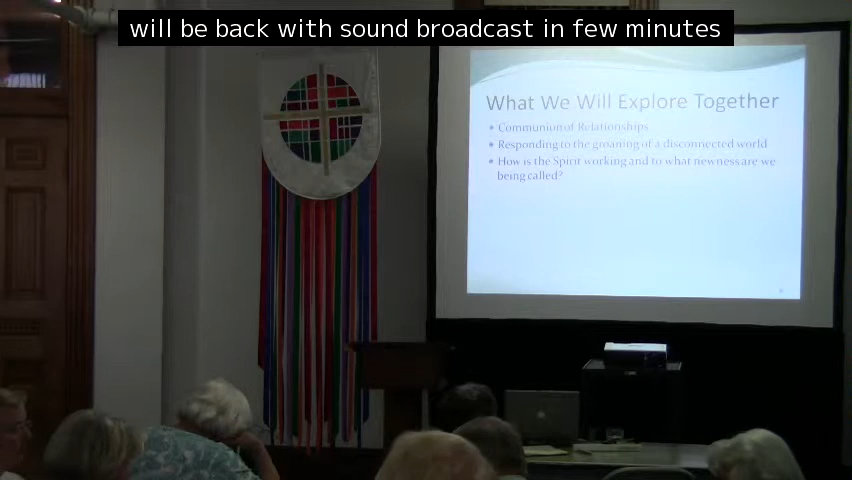 will be back with sound broadcast in few minutes
What We Will Explore Together
Communion of Relationships
Responding to the groaning of a disconnected world
How is the Spirit working and to what newness are we
being called?